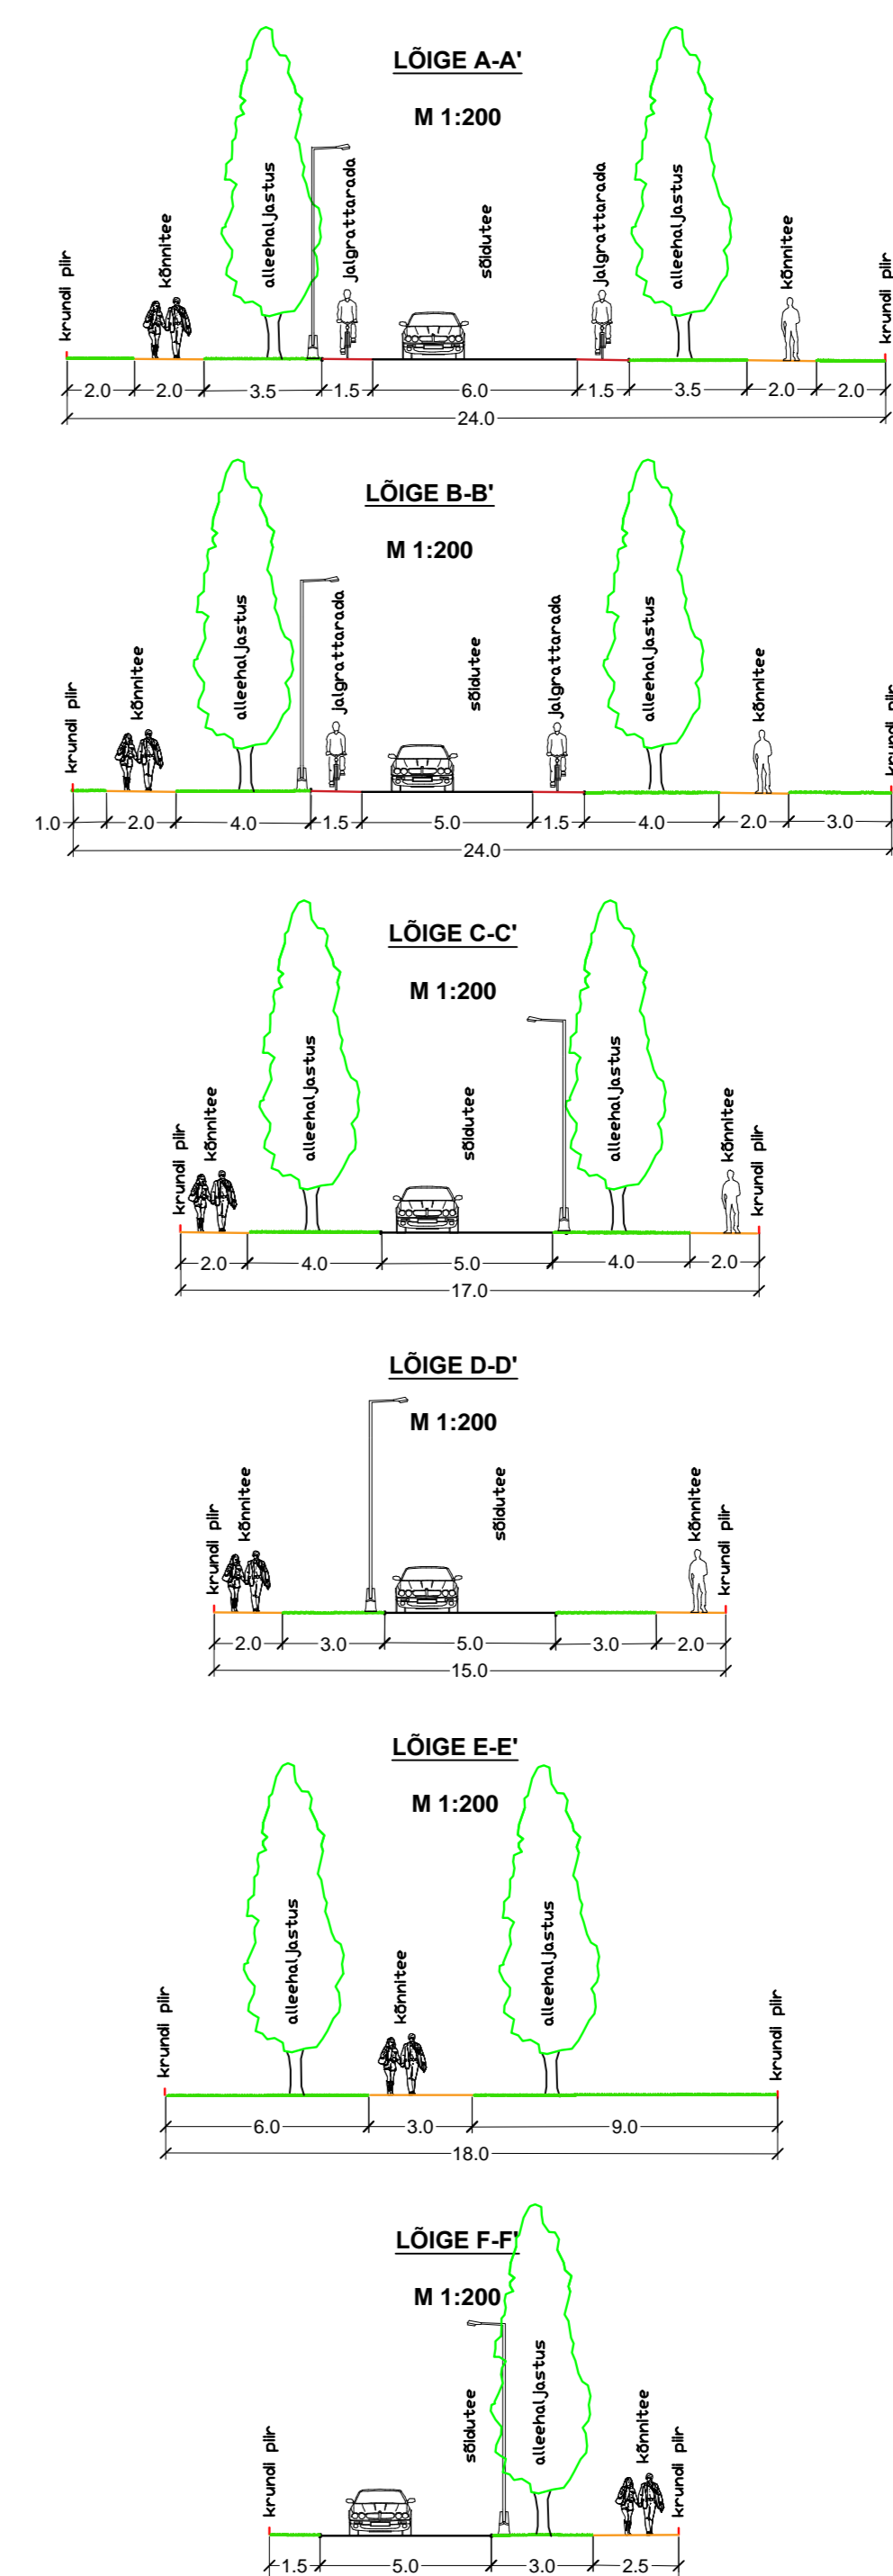 LÕIGE A-A'
M 1:200
krundi piir
kõnnitee
alleehaljastus
jalgrattarada
sõidutee
jalgrattarada
alleehaljastus
kõnnitee
krundi piir
2.0 2.0 3.5 1.5 6.0 1.5 3.5 2.0 2.0
24.0
LÕIGE B-B'
M 1:200
krundi piir
kõnnitee
alleehaljastus
jalgrattarada
sõidutee
jalgrattarada
alleehaljastus
kõnnitee
krundi piir
1.0 2.0 4.0 1.5 5.0 1.5 4.0 2.0 3.0
24.0
LÕIGE C-C'
M 1:200
krundi piir
kõnnitee
alleehaljastus
sõidutee
alleehaljastus
kõnnitee
krundi piir
2.0 4.0 5.0 4.0 2.0
17.0
LÕIGE D-D'
M 1:200
krundi piir
kõnnitee
sõidutee
kõnnitee
krundi piir
2.0 3.0 5.0 3.0 2.0
15.0
LÕIGE E-E'
M 1:200
krundi piir
alleehaljastus
kõnnitee
alleehaljastus
krundi piir
6.0 3.0 9.0
18.0
LÕIGE F-F'
M 1:200
krundi piir
sõidutee
alleehaljastus
kõnnitee
krundi piir
1.5 5.0 3.0 2.5